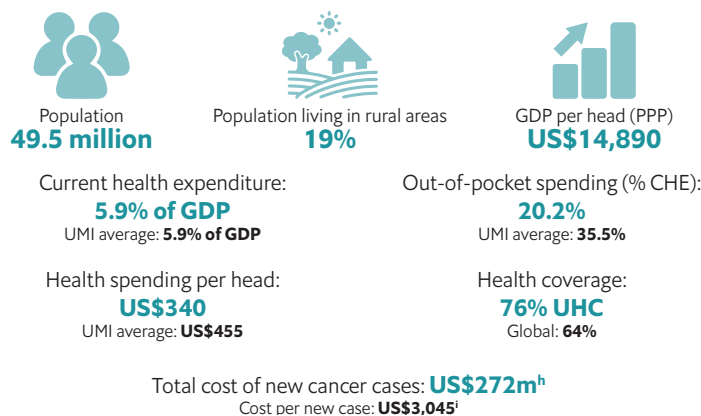 Population
49.5 million
Population living in rural areas
19%
GDP per head (PPP)
US$14,890
Current health expenditure:
5.9% of GDP
UMI average: 5.9% of GDP
Out-of-pocket spending (% CHE):
20.2%
UMI average: 35.5%
Health spending per head:
US$340
UMI average: US$455
Health coverage:
76% UHC
Global: 64%
Total cost of new cancer cases: US$272mʰ
Cost per new case: US$3,045ⁱ